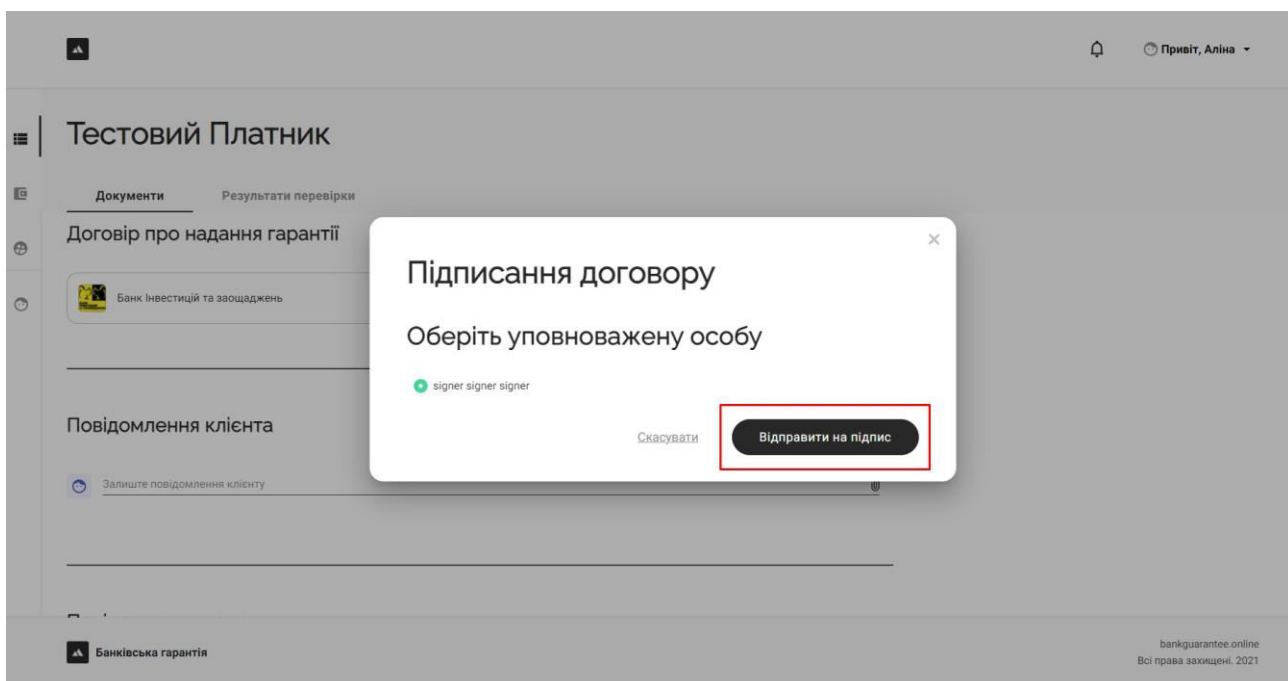 Привіт, Аліна
Тестовий Платник
Документи
Результати перевірки
Договір про надання гарантії
Банк Інвестицій та заощаджень
Підписання договору
Оберіть уповноважену особу
signer signer signer
Скасувати
Відправити на підпис
Повідомлення клієнта
Залиште повідомлення клієнту
Банківська гарантія
bankguarantee.online
Всі права захищені. 2021